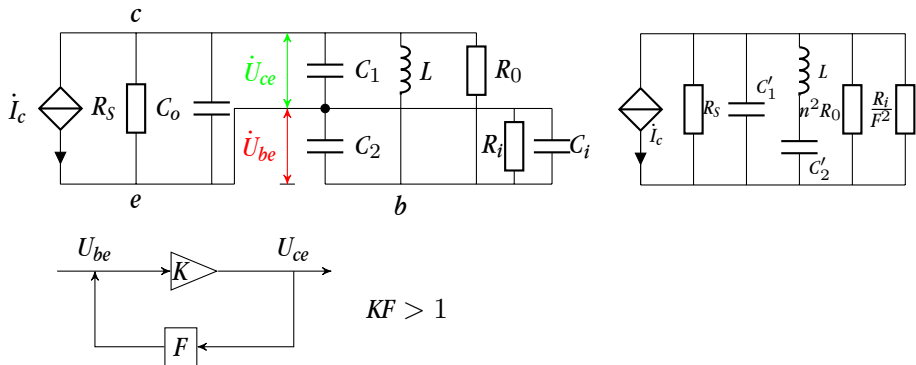 c
U̇ce
C1
L
R0
İc
RS
Co
U̇be
C2
Ri
Ci
e
b
İc
RS
C′1
L
C′2
n²R0
Ri/F²
Ube
K
Uce
F
KF > 1